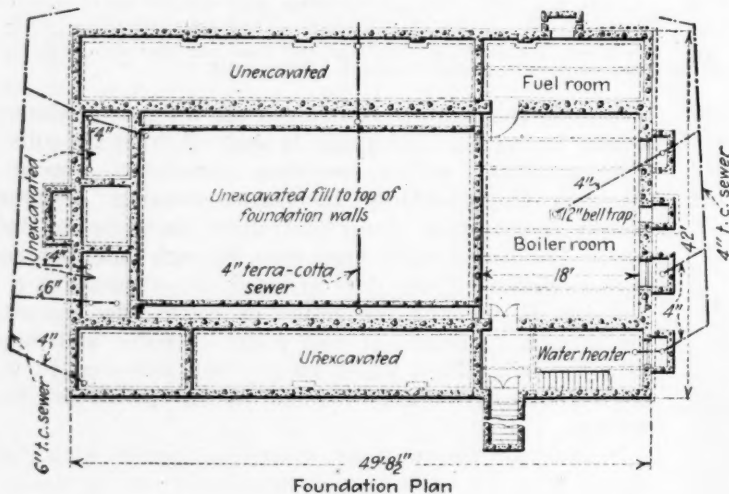 Unexcavated
Fuel room
4"
Unexcavated
Unexcavated fill to top of
foundation walls
4"
12" bell trap
4" t.c. sewer
42'
Boiler room
4" terra-cotta
sewer
18'
4"
6"
4"
4"
Unexcavated
Water heater
6" t.c. sewer
49'-8½"
Foundation Plan